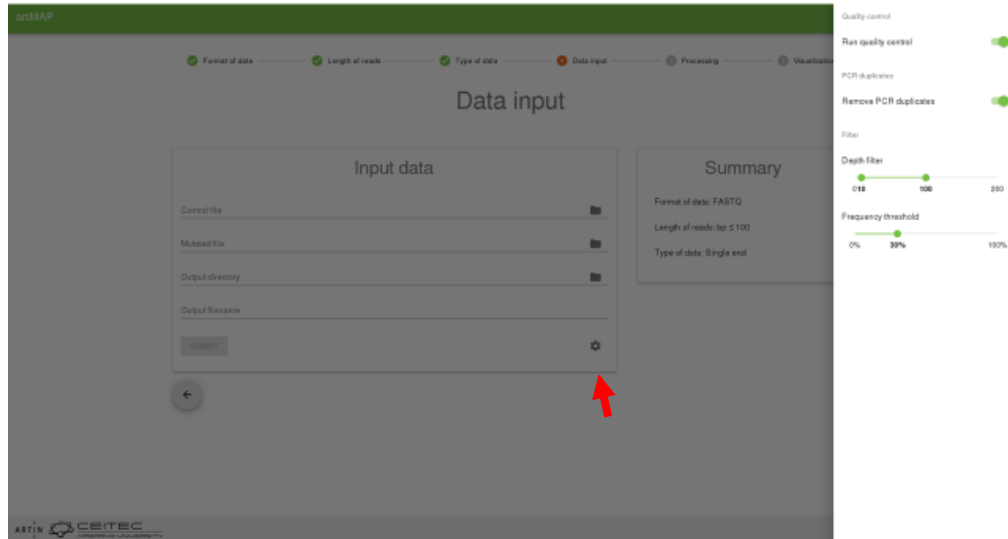 artMAP
Format of data
Length of reads
Type of data
Data input
Processing
Visualization
Data input
Input data
Control file
Mutated file
Output directory
Output filename
SUBMIT
Summary
Format of data: FASTQ
Length of reads: bp ≤ 100
Type of data: Single end
Quality control
Run quality control
PCR duplicates
Remove PCR duplicates
Filter
Depth filter
0 10 100 200
Frequency threshold
0% 30% 100%
ARTIN CEITEC